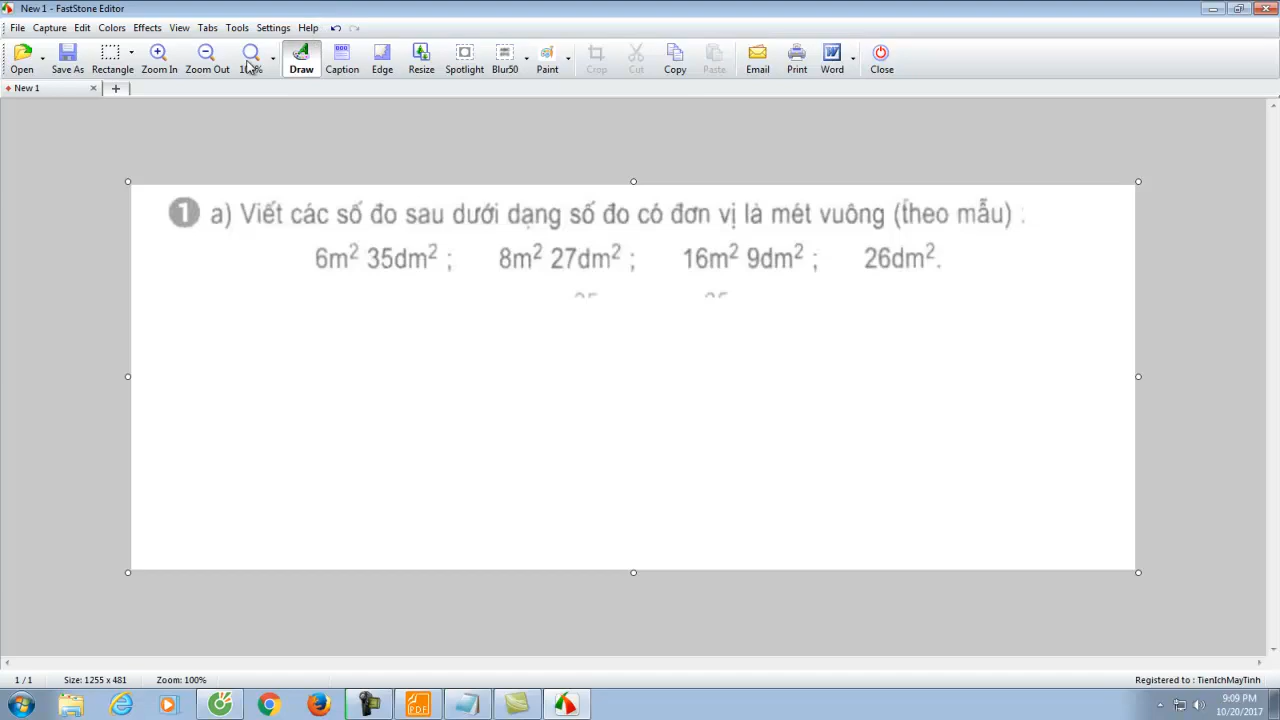 New 1 - FastStone Editor
File Capture Edit Colors Effects View Tabs Tools Settings Help
Open Save As Rectangle Zoom In Zoom Out Draw Caption Edge Resize Spotlight Blur50 Paint Crop Cut Copy Paste Email Print Word Close
New 1
1 a) Viết các số đo sau dưới dạng số đo có đơn vị là mét vuông (theo mẫu) :
6m² 35dm² ; 8m² 27dm² ; 16m² 9dm² ; 26dm².
1 / 1 Size: 1255 x 481 Zoom: 100% Registered to : TienIchMayTinh
PDF
9:09 PM
10/20/2017